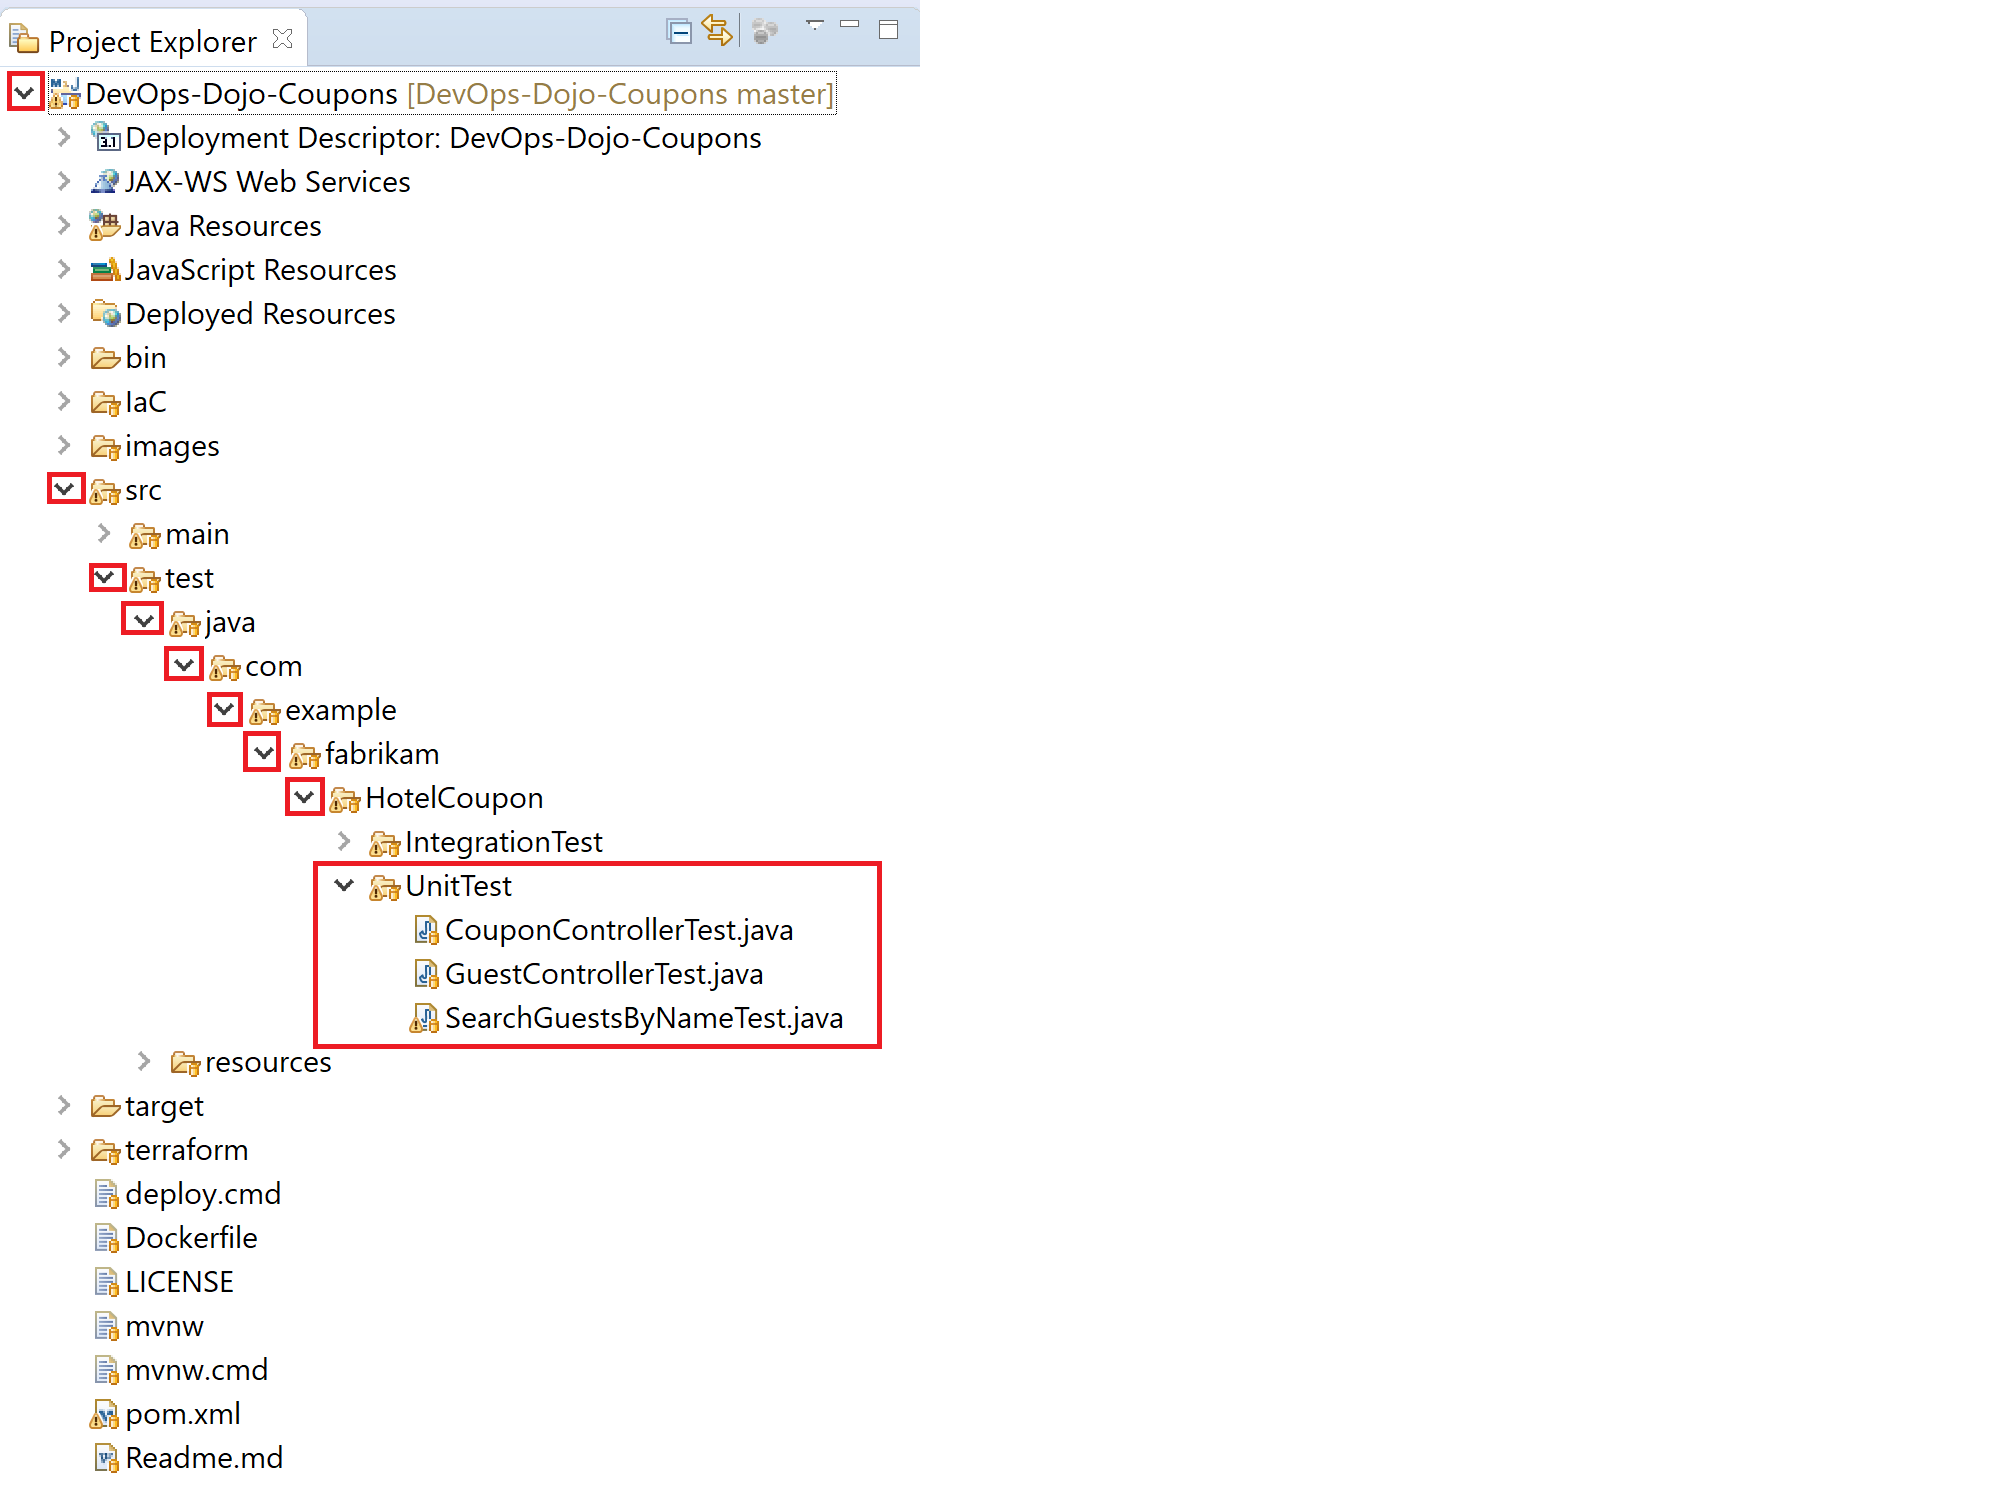 Project Explorer
DevOps-Dojo-Coupons [DevOps-Dojo-Coupons master]
Deployment Descriptor: DevOps-Dojo-Coupons
JAX-WS Web Services
Java Resources
JavaScript Resources
Deployed Resources
bin
IaC
images
src
main
test
java
com
example
fabrikam
HotelCoupon
IntegrationTest
UnitTest
CouponControllerTest.java
GuestControllerTest.java
SearchGuestsByNameTest.java
resources
target
terraform
deploy.cmd
Dockerfile
LICENSE
mvnw
mvnw.cmd
pom.xml
Readme.md